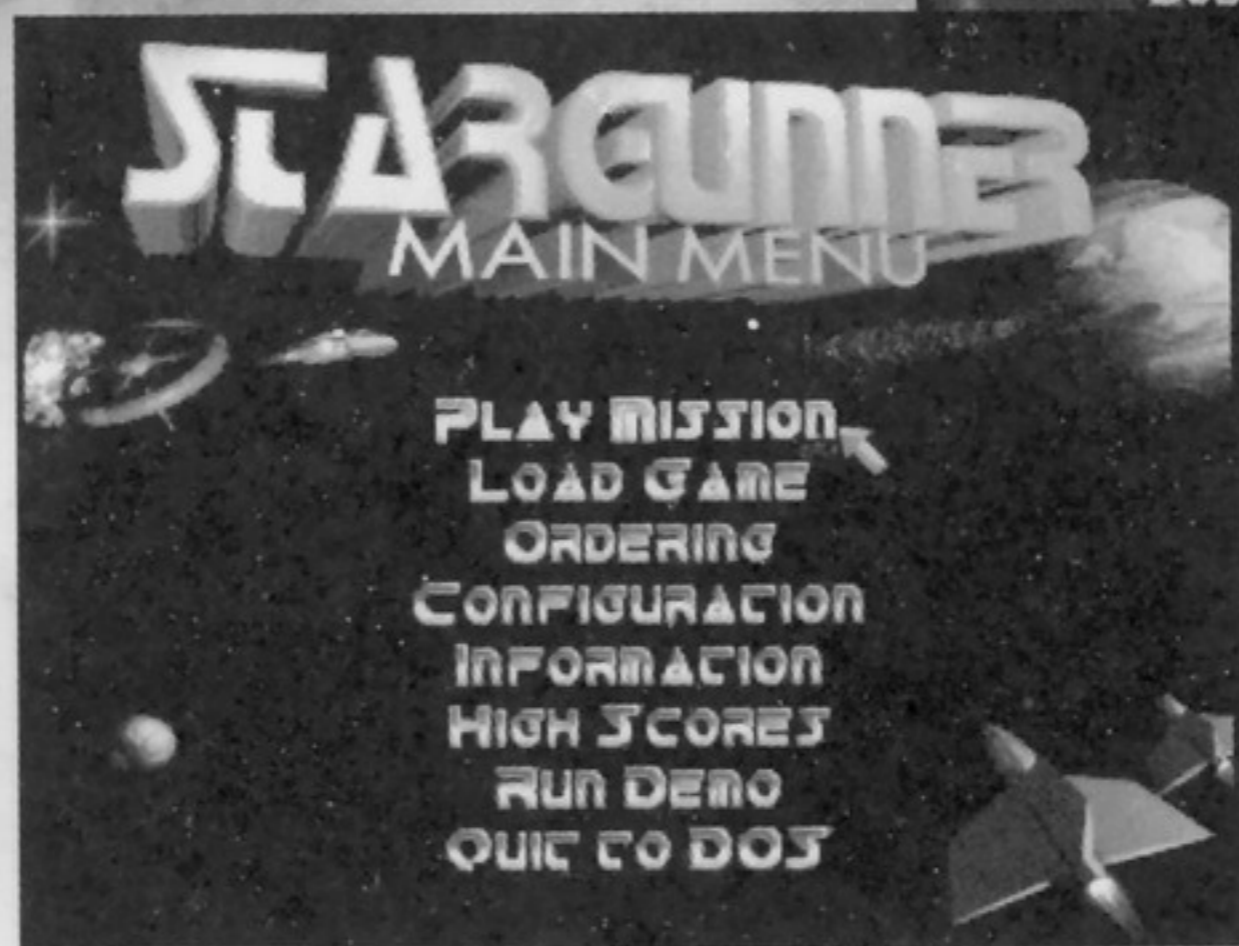 STARGUNNER
MAIN MENU
PLAY MISSION
LOAD GAME
ORDERING
CONFIGURATION
INFORMATION
HIGH SCORES
RUN DEMO
QUIT TO DOS